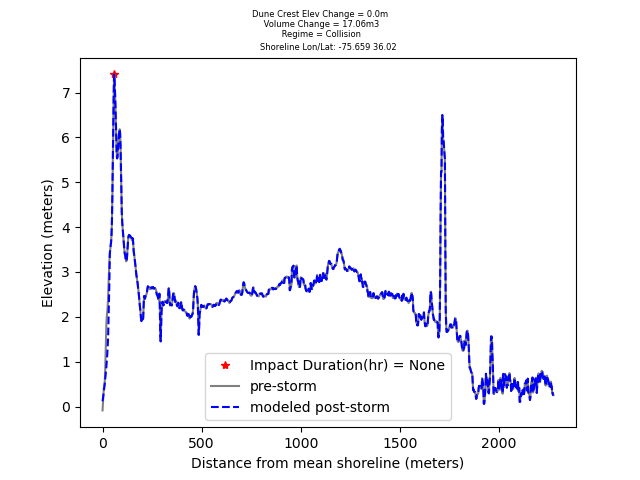 Dune Crest Elev Change = 0.0m
Volume Change = 17.06m3
Regime = Collision
Shoreline Lon/Lat: -75.659 36.02
7
6
5
4
3
2
1
0
Elevation (meters)
Impact Duration(hr) = None
pre-storm
modeled post-storm
0 500 1000 1500 2000
Distance from mean shoreline (meters)